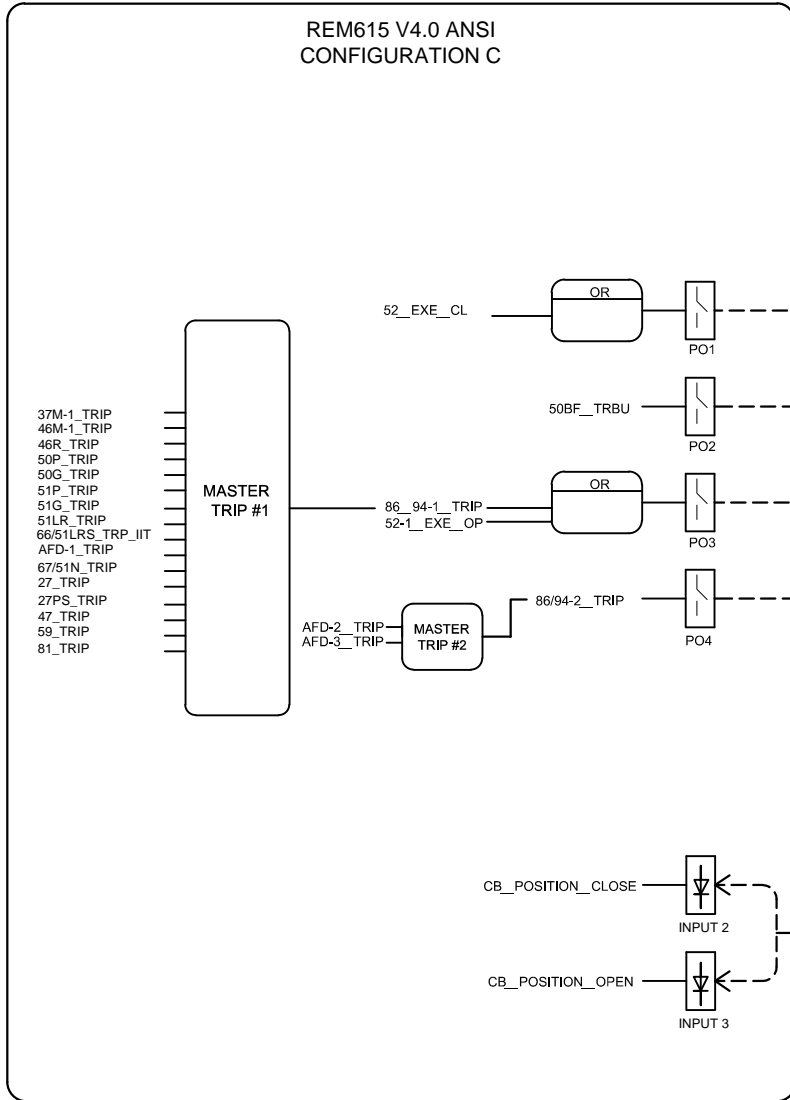 REM615 V4.0 ANSI
CONFIGURATION C
52__EXE__CL
OR
PO1
50BF__TRBU
PO2
37M-1_TRIP
46M-1_TRIP
46R_TRIP
50P_TRIP
50G_TRIP
51P_TRIP
51G_TRIP
51LR_TRIP
66/51LRS_TRP_IIT
AFD-1_TRIP
67/51N_TRIP
27_TRIP
27PS_TRIP
47_TRIP
59_TRIP
81_TRIP
MASTER
TRIP #1
86__94-1__TRIP
52-1__EXE__OP
OR
PO3
AFD-2__TRIP
AFD-3__TRIP
MASTER
TRIP #2
86/94-2__TRIP
PO4
CB__POSITION__CLOSE
INPUT 2
CB__POSITION__OPEN
INPUT 3